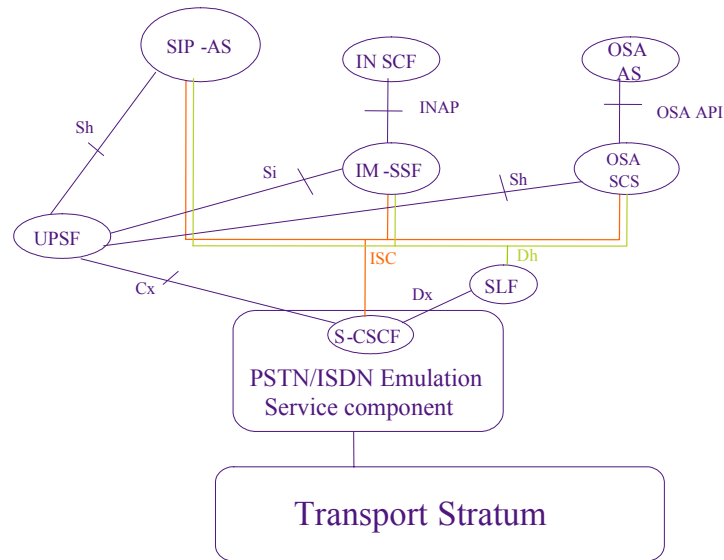 SIP -AS
IN SCF
OSA
AS
INAP
OSA API
Sh
Si
IM -SSF
Sh
OSA
SCS
UPSF
ISC
Dh
Cx
Dx
SLF
S-CSCF
PSTN/ISDN Emulation
Service component
Transport Stratum